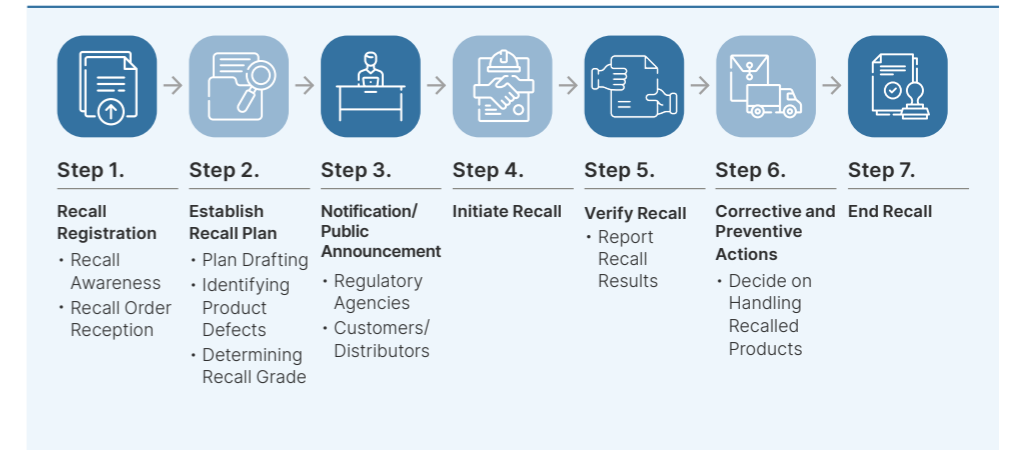 Step 1.
Recall
Registration
• Recall
Awareness
• Recall Order
Reception
Step 2.
Establish
Recall Plan
• Plan Drafting
• Identifying
Product
Defects
• Determining
Recall Grade
Step 3.
Notification/
Public
Announcement
• Regulatory
Agencies
• Customers/
Distributors
Step 4.
Initiate Recall
Step 5.
Verify Recall
• Report
Recall
Results
Step 6.
Corrective and
Preventive
Actions
• Decide on
Handling
Recalled
Products
Step 7.
End Recall